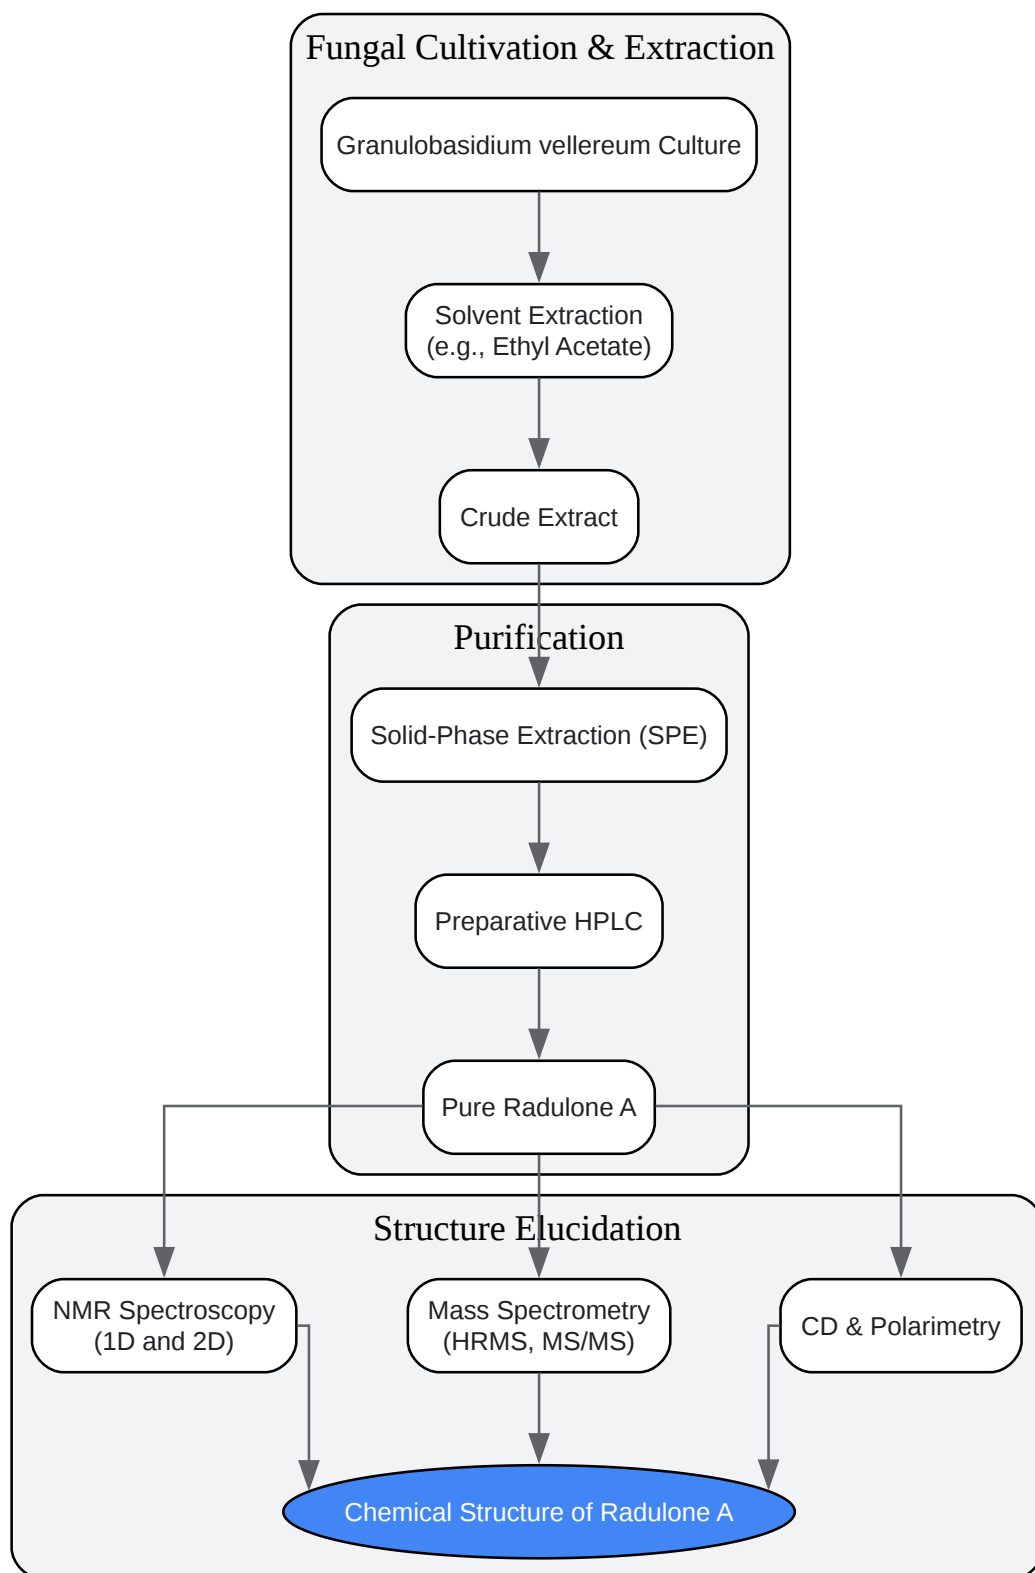 Fungal Cultivation & Extraction
Granulobasidium vellereum Culture
Solvent Extraction
(e.g., Ethyl Acetate)
Crude Extract
Purification
Solid-Phase Extraction (SPE)
Preparative HPLC
Pure Radulone A
Structure Elucidation
NMR Spectroscopy
(1D and 2D)
Mass Spectrometry
(HRMS, MS/MS)
CD & Polarimetry
Chemical Structure of Radulone A